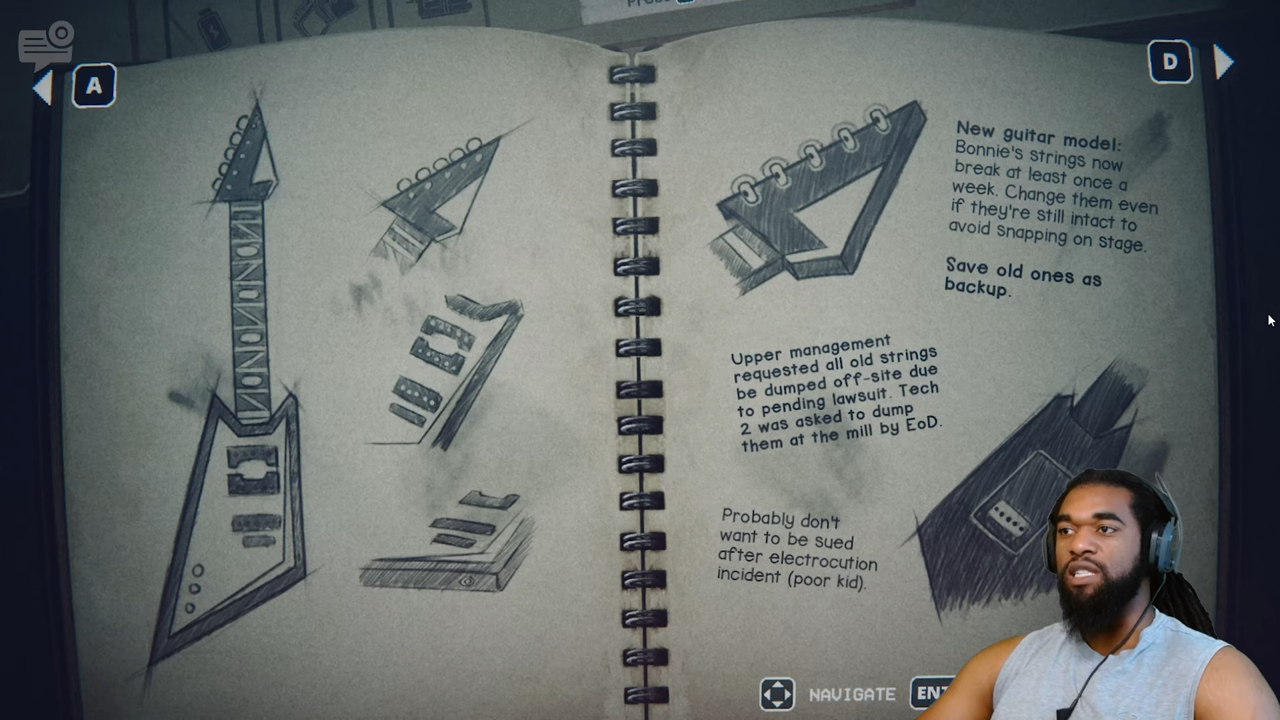 A
D
New guitar model:
Bonnie's strings now
break at least once a
week. Change them even
if they're still intact to
avoid snapping on stage.
Save old ones as
backup.
Upper management
requested all old strings
be dumped off-site due
to pending lawsuit. Tech
2 was asked to dump
them at the mill by EoD.
Probably don't
want to be sued
after electrocution
incident (poor kid).
NAVIGATE